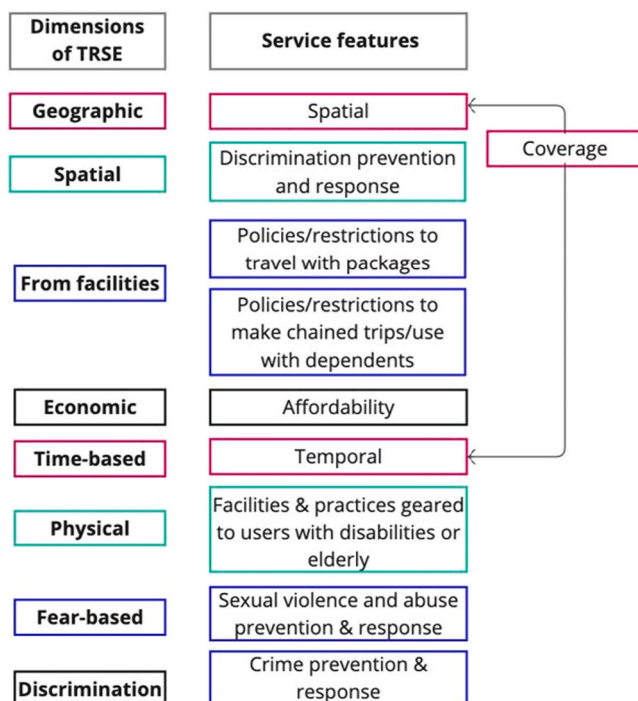 Dimensions
of TRSE
Service features
Geographic
Spatial
Coverage
Spatial
Discrimination prevention
and response
From facilities
Policies/restrictions to
travel with packages
Policies/restrictions to
make chained trips/use
with dependents
Economic
Affordability
Time-based
Temporal
Physical
Facilities & practices geared
to users with disabilities or
elderly
Fear-based
Sexual violence and abuse
prevention & response
Discrimination
Crime prevention &
response